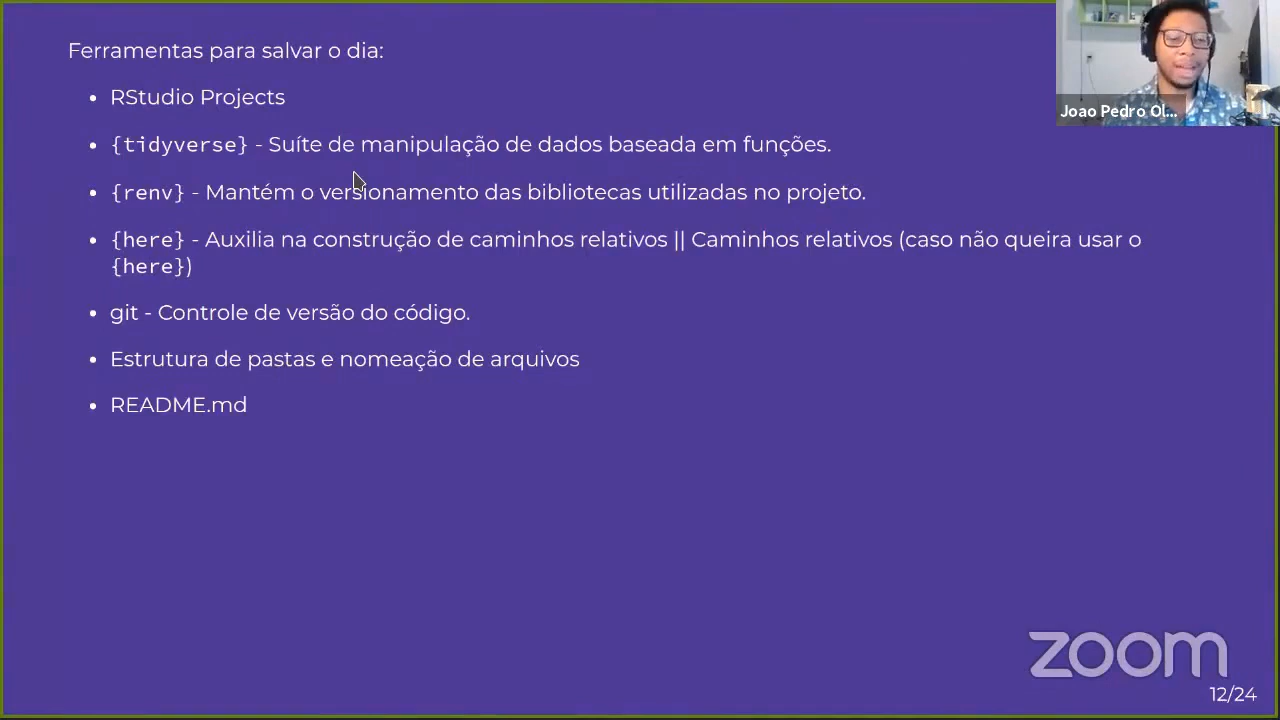 Ferramentas para salvar o dia:
RStudio Projects
{tidyverse} - Suíte de manipulação de dados baseada em funções.
{renv} - Mantém o versionamento das bibliotecas utilizadas no projeto.
{here} - Auxilia na construção de caminhos relativos || Caminhos relativos (caso não queira usar o
{here})
git - Controle de versão do código.
Estrutura de pastas e nomeação de arquivos
README.md
Joao Pedro Ol...
zoom
12/24